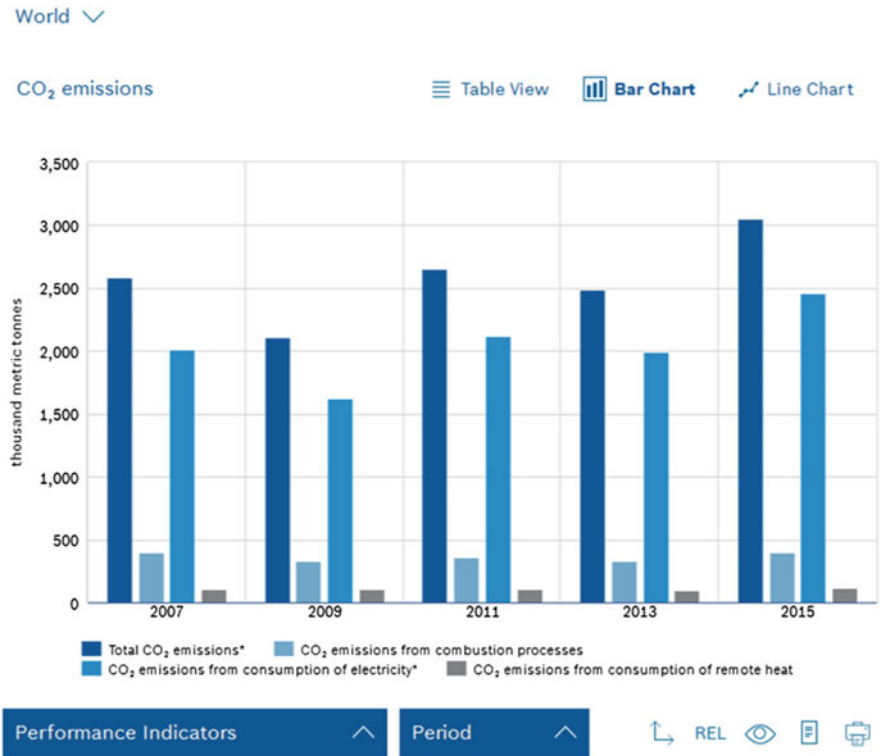 World
CO₂ emissions
Table View Bar Chart Line Chart
thousand metric tonnes
3,500
3,000
2,500
2,000
1,500
1,000
500
0
2007 2009 2011 2013 2015
Total CO₂ emissions* CO₂ emissions from combustion processes
CO₂ emissions from consumption of electricity* CO₂ emissions from consumption of remote heat
Performance Indicators Period REL